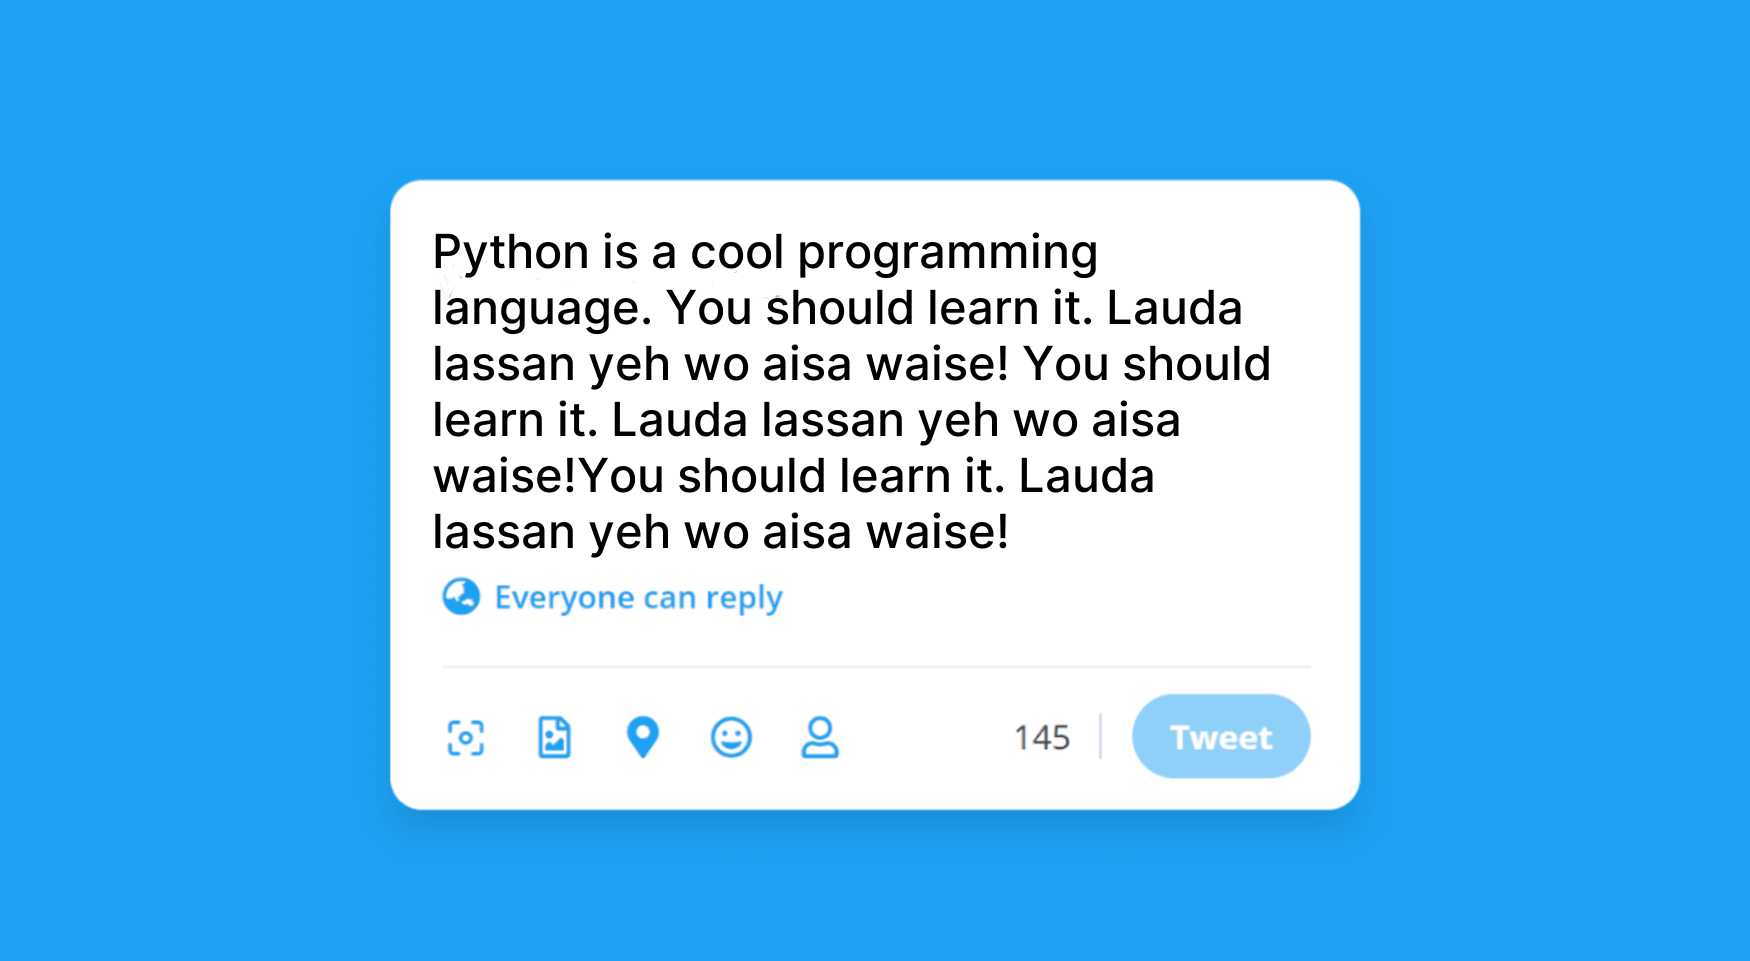 Python is a cool programming
language. You should learn it. Lauda
lassan yeh wo aisa waise! You should
learn it. Lauda lassan yeh wo aisa
waise!You should learn it. Lauda
lassan yeh wo aisa waise!
Everyone can reply
145
Tweet